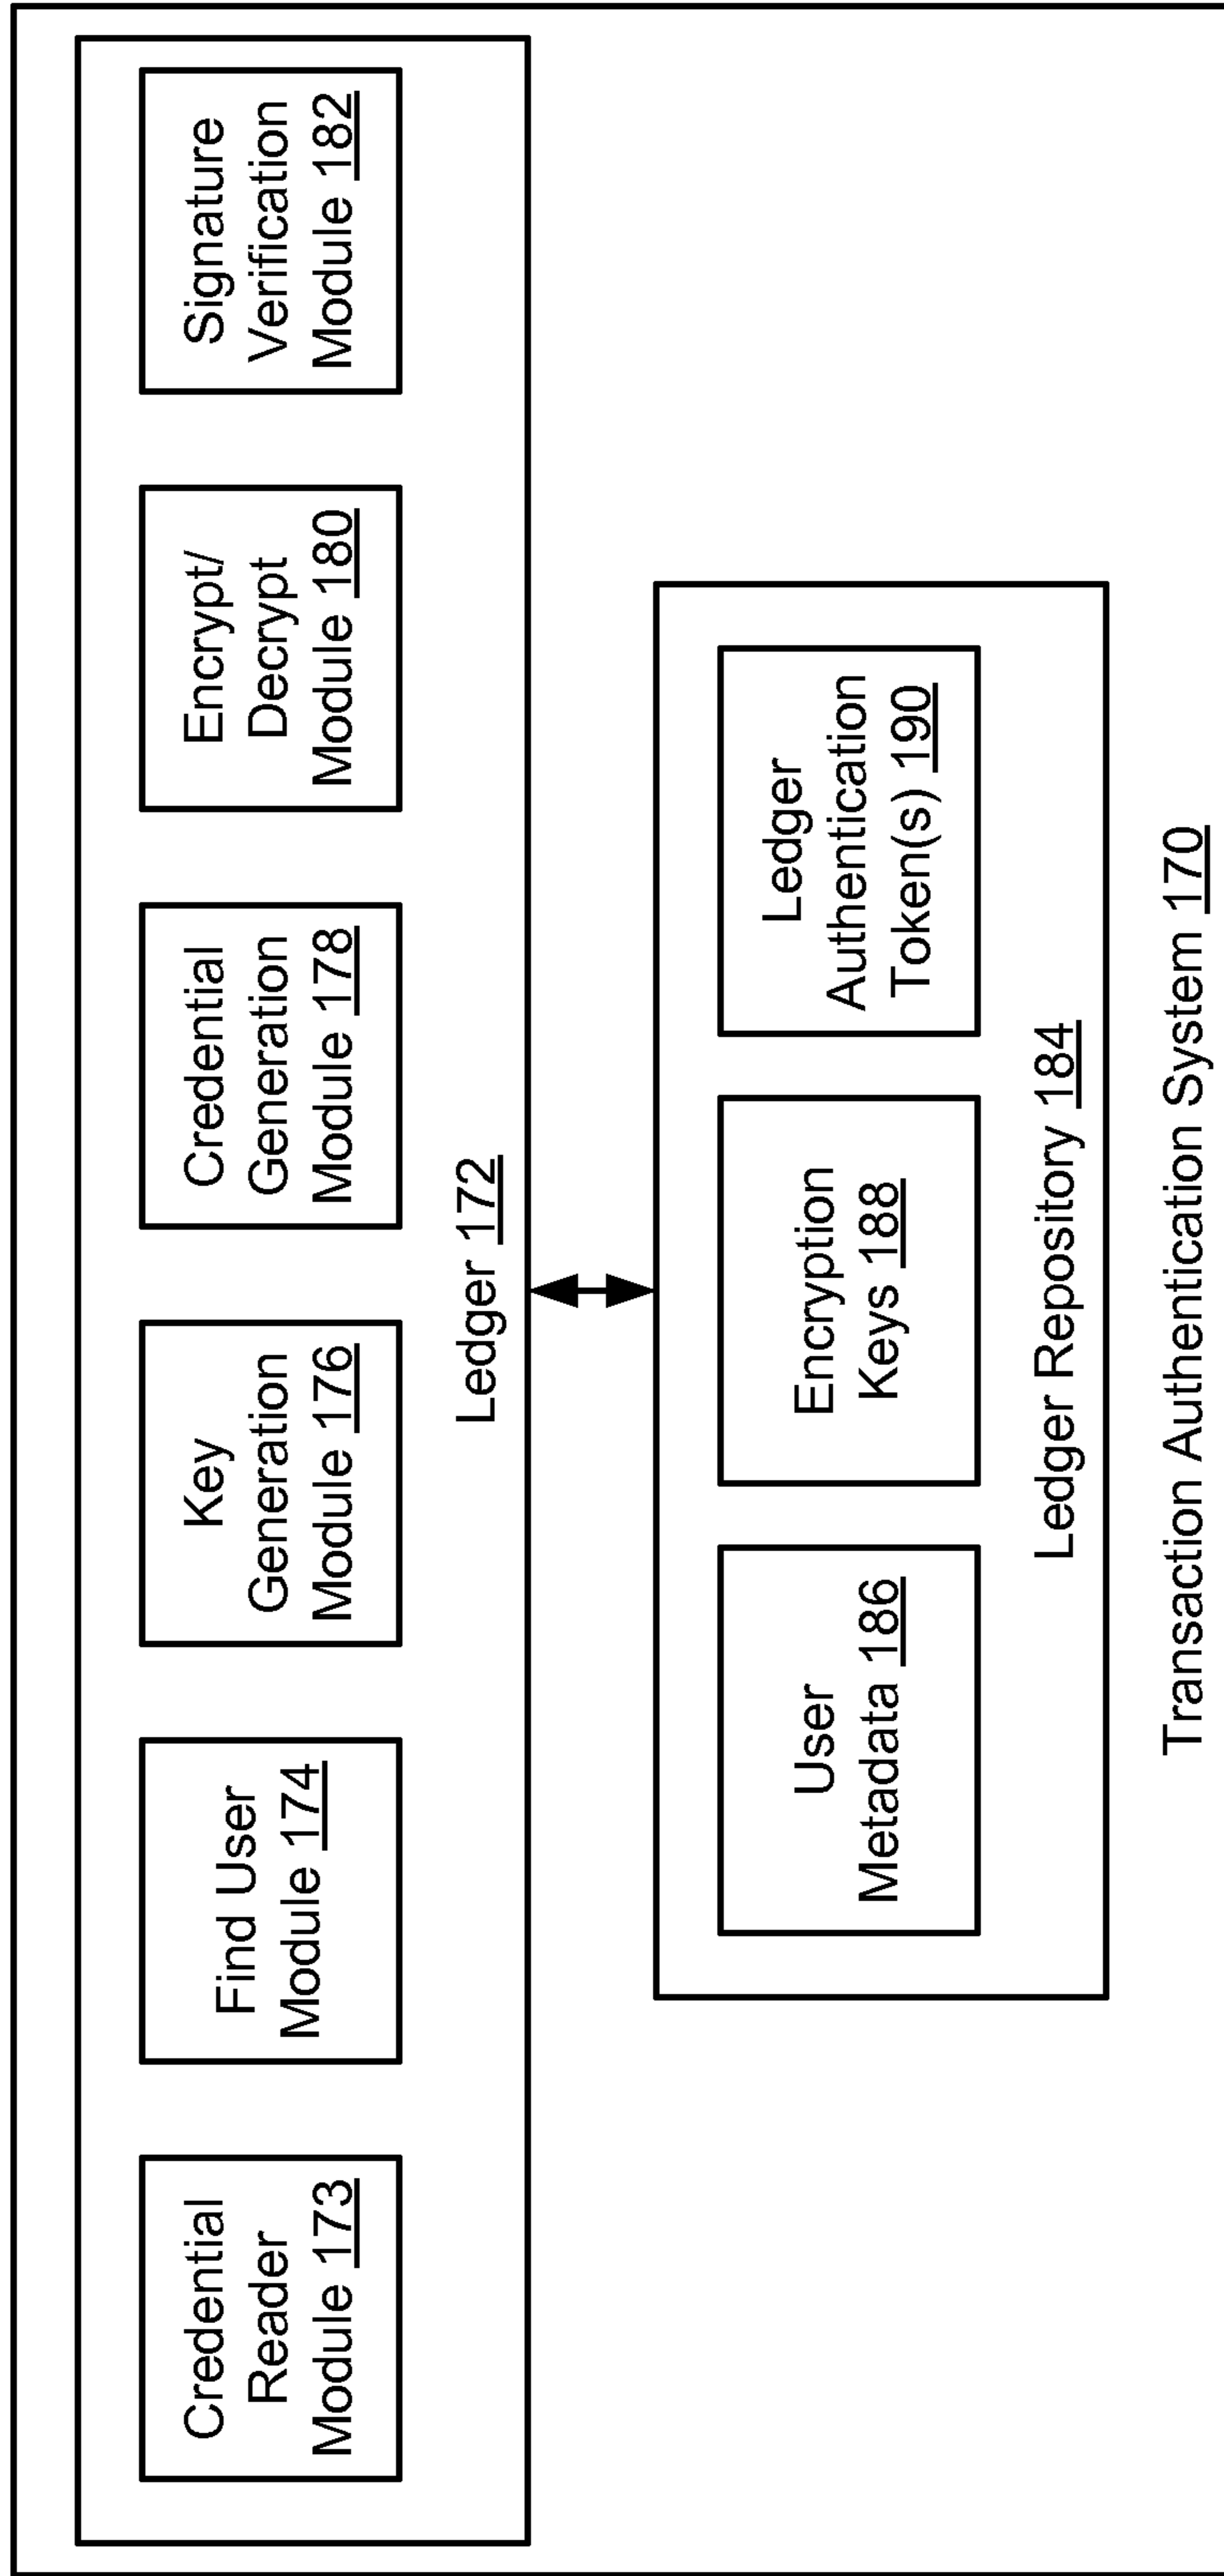 Credential
Reader
Module 173
Find User
Module 174
Key
Generation
Module 176
Credential
Generation
Module 178
Encrypt/
Decrypt
Module 180
Signature
Verification
Module 182
Ledger 172
User
Metadata 186
Encryption
Keys 188
Ledger
Authentication
Token(s) 190
Ledger Repository 184
Transaction Authentication System 170